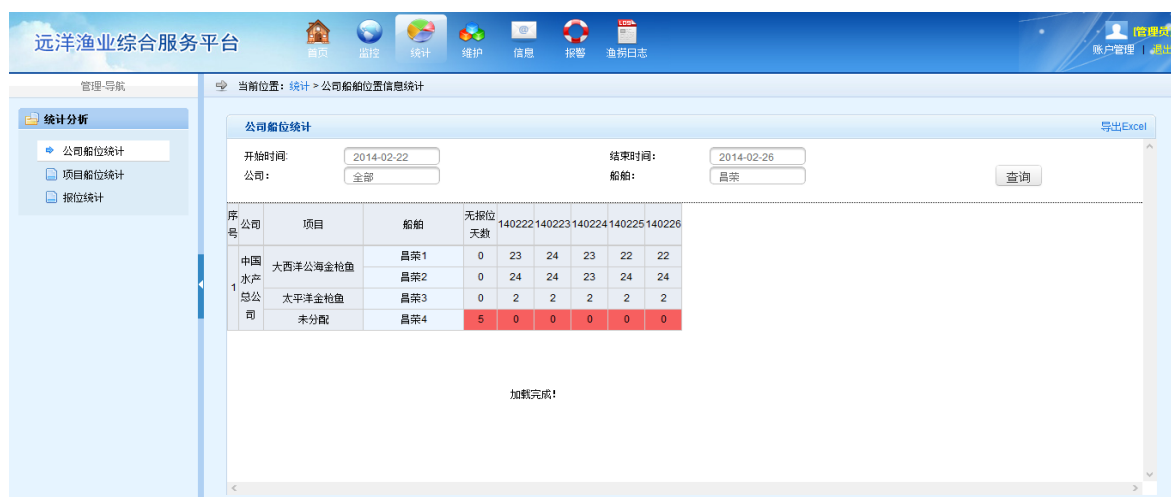 远洋渔业综合服务平台
首页 监控 统计 维护 信息 报警 渔捞日志
[管理员
账户管理 | 退出
管理-导航
当前位置：统计 > 公司船舶位置信息统计
统计分析
公司船位统计
项目船位统计
报位统计
公司船位统计 导出Excel
开始时间: 2014-02-22 结束时间： 2014-02-26
公司： 全部 船舶： 昌荣 查询
序号 公司 项目 船舶 无报位天数 140222 140223 140224 140225 140226
1 中国水产总公司 大西洋公海金枪鱼 昌荣1 0 23 24 23 22 22
昌荣2 0 24 24 23 24 24
太平洋金枪鱼 昌荣3 0 2 2 2 2 2
未分配 昌荣4 5 0 0 0 0 0
加载完成!